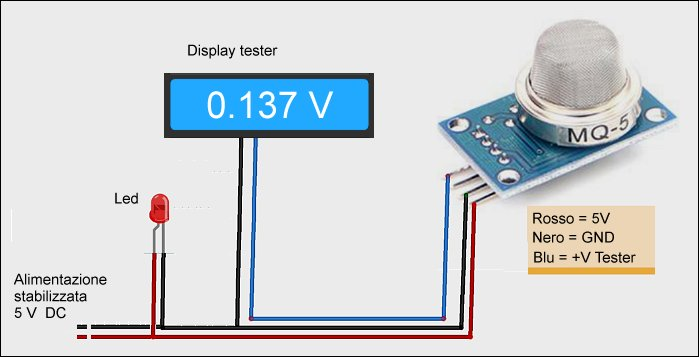 Display tester
0.137 V
MQ-5
Led
Rosso = 5V
Nero = GND
Blu = +V Tester
Alimentazione
stabilizzata
5 V DC